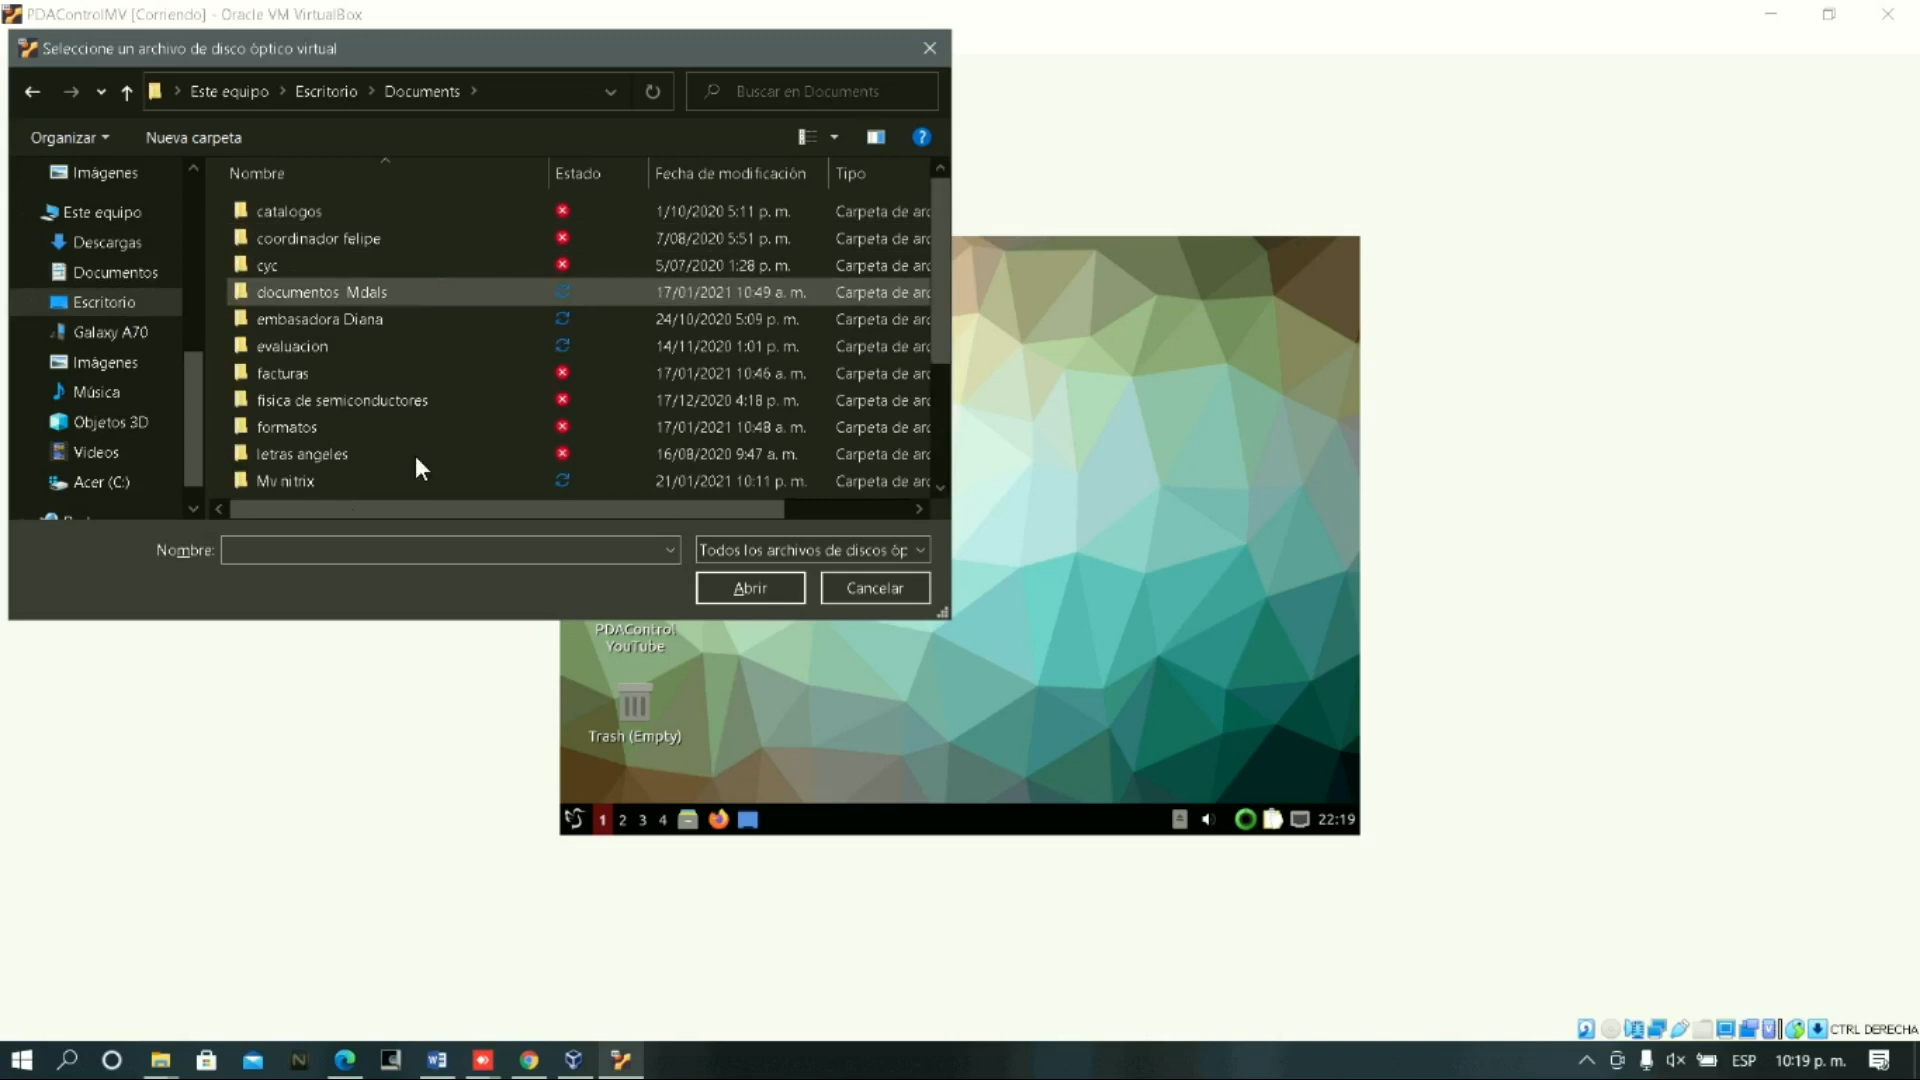 PDAControlMV [Corriendo] - Oracle VM VirtualBox
Seleccione un archivo de disco óptico virtual
Este equipo > Escritorio > Documents >
Buscar en Documents
Organizar
Nueva carpeta
Imágenes
Este equipo
Descargas
Documentos
Escritorio
Galaxy A70
Imágenes
Música
Objetos 3D
Videos
Acer (C:)
Nombre Estado Fecha de modificación Tipo
catalogos 1/10/2020 5:11 p. m. Carpeta de arc
coordinador felipe 7/08/2020 5:51 p. m. Carpeta de arc
cyc 5/07/2020 1:28 p. m. Carpeta de arc
documentos Mdals 17/01/2021 10:49 a. m. Carpeta de arc
embasadora Diana 24/10/2020 5:09 p. m. Carpeta de arc
evaluacion 14/11/2020 1:01 p. m. Carpeta de arc
facturas 17/01/2021 10:46 a. m. Carpeta de arc
fisica de semiconductores 17/12/2020 4:18 p. m. Carpeta de arc
formatos 17/01/2021 10:48 a. m. Carpeta de arc
letras angeles 16/08/2020 9:47 a. m. Carpeta de arc
Mv nitrix 21/01/2021 10:11 p. m. Carpeta de arc
Nombre:
Todos los archivos de discos óp
Abrir
Cancelar
PDAControl
YouTube
Trash (Empty)
1 2 3 4
22:19
CTRL DERECHA
ESP
10:19 p. m.